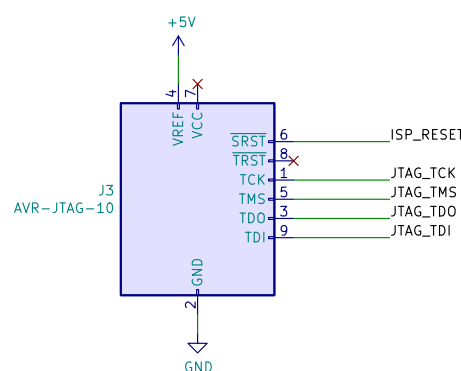 +5V
4
7
VREF
VCC
SRST
6
ISP_RESET
TRST
8
TCK
1
JTAG_TCK
J3
TMS
5
JTAG_TMS
AVR-JTAG-10
TDO
3
JTAG_TDO
TDI
9
JTAG_TDI
GND
2
GND